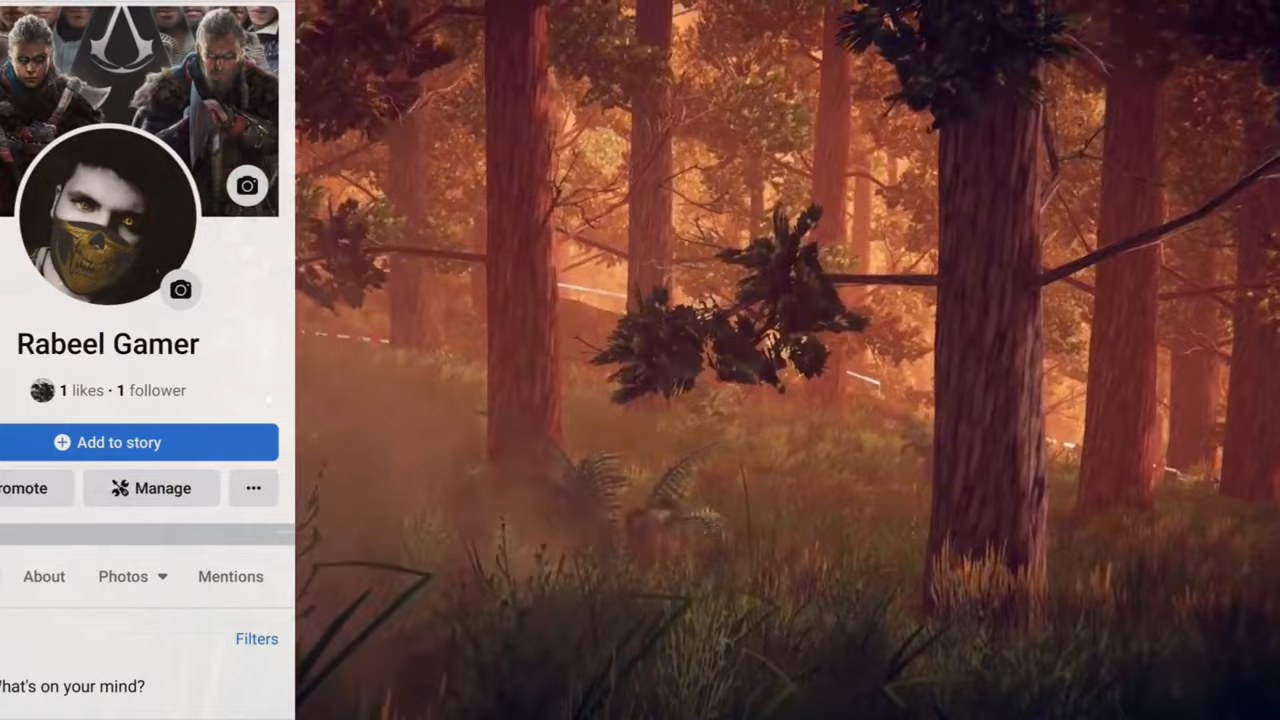 Rabeel Gamer
1 likes · 1 follower
Add to story
romote
Manage
About
Photos
Mentions
Filters
hat's on your mind?